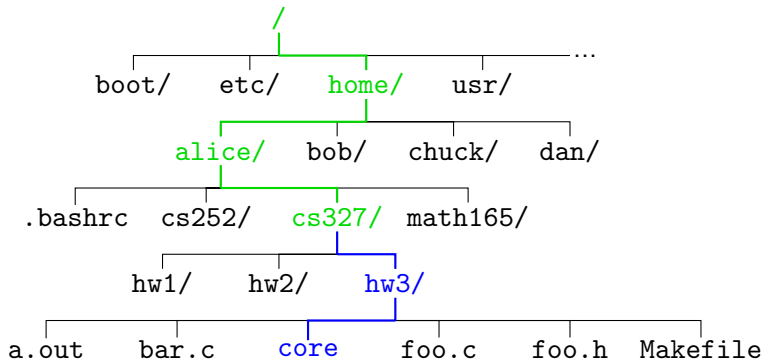 /
...
boot/ etc/ home/ usr/
alice/ bob/ chuck/ dan/
.bashrc cs252/ cs327/ math165/
hw1/ hw2/ hw3/
a.out bar.c core foo.c foo.h Makefile